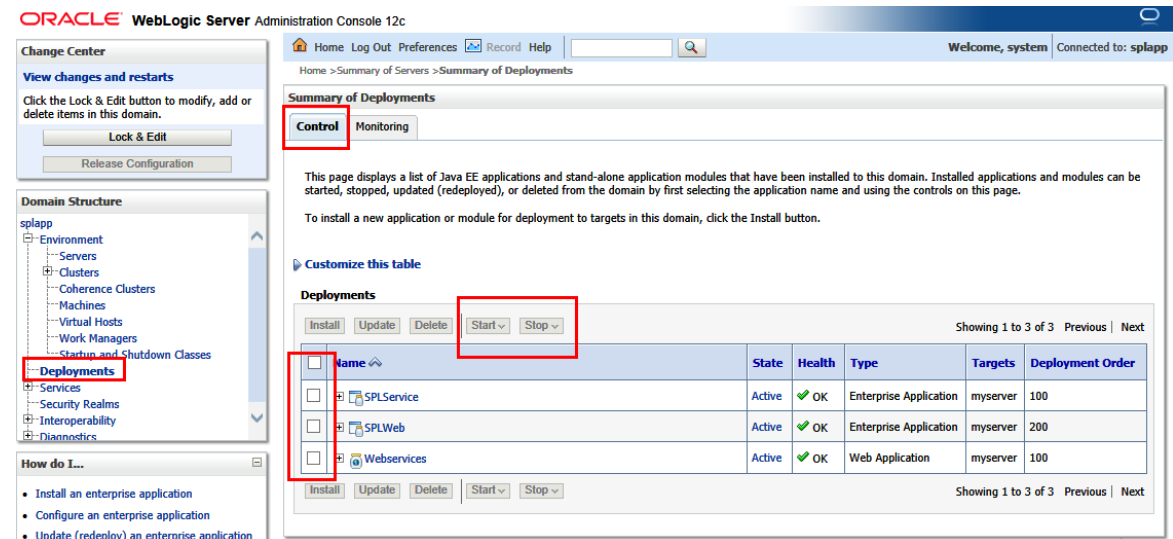 ORACLE WebLogic Server Administration Console 12c
Change Center
View changes and restarts
Click the Lock & Edit button to modify, add or
delete items in this domain.
Lock & Edit
Release Configuration
Domain Structure
splapp
Environment
Servers
Clusters
Coherence Clusters
Machines
Virtual Hosts
Work Managers
Startup and Shutdown Classes
Deployments
Services
Security Realms
Interoperability
Diagnostics
How do I...
Install an enterprise application
Configure an enterprise application
Update (redeploy) an enterprise application
Home Log Out Preferences Record Help
Welcome, system Connected to: splapp
Home >Summary of Servers >Summary of Deployments
Summary of Deployments
Control Monitoring
This page displays a list of Java EE applications and stand-alone application modules that have been installed to this domain. Installed applications and modules can be
started, stopped, updated (redeployed), or deleted from the domain by first selecting the application name and using the controls on this page.
To install a new application or module for deployment to targets in this domain, click the Install button.
Customize this table
Deployments
Install Update Delete Start Stop Showing 1 to 3 of 3 Previous | Next
Name State Health Type Targets Deployment Order
SPLService Active OK Enterprise Application myserver 100
SPLWeb Active OK Enterprise Application myserver 200
Webservices Active OK Web Application myserver 100
Install Update Delete Start Stop Showing 1 to 3 of 3 Previous | Next